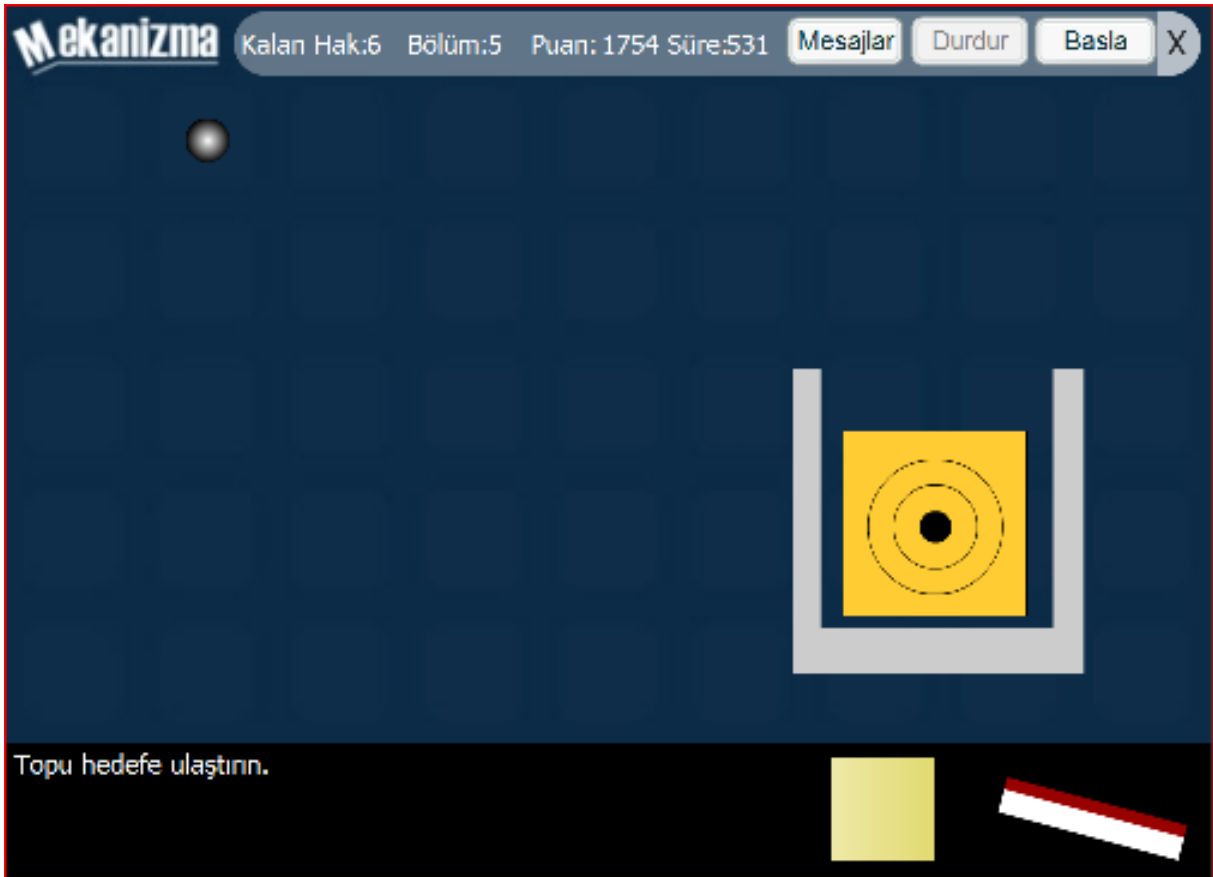 Mekanizma Kalan Hak:6 Bölüm:5 Puan: 1754 Süre:531 Mesajlar Durdur Basla X
Topu hedefe ulaştırın.